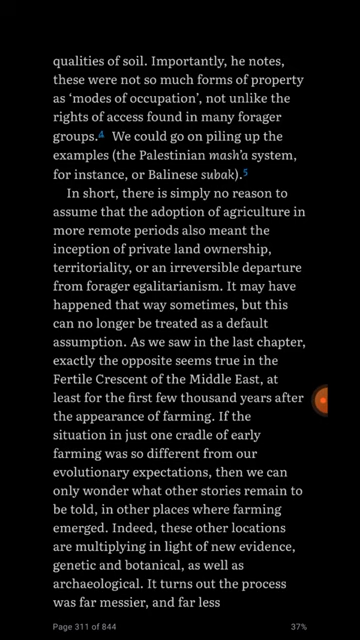 qualities of soil. Importantly, he notes,
these were not so much forms of property
as ‘modes of occupation’, not unlike the
rights of access found in many forager
groups.4 We could go on piling up the
examples (the Palestinian mash’a system,
for instance, or Balinese subak).5
In short, there is simply no reason to
assume that the adoption of agriculture in
more remote periods also meant the
inception of private land ownership,
territoriality, or an irreversible departure
from forager egalitarianism. It may have
happened that way sometimes, but this
can no longer be treated as a default
assumption. As we saw in the last chapter,
exactly the opposite seems true in the
Fertile Crescent of the Middle East, at
least for the first few thousand years after
the appearance of farming. If the
situation in just one cradle of early
farming was so different from our
evolutionary expectations, then we can
only wonder what other stories remain to
be told, in other places where farming
emerged. Indeed, these other locations
are multiplying in light of new evidence,
genetic and botanical, as well as
archaeological. It turns out the process
was far messier, and far less
Page 311 of 844 37%